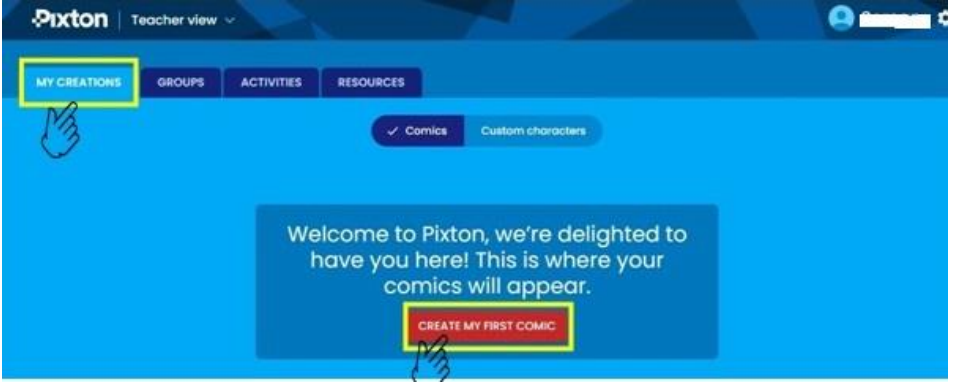 Pixton Teacher view
MY CREATIONS GROUPS ACTIVITIES RESOURCES
Comics Custom characters
Welcome to Pixton, we're delighted to
have you here! This is where your
comics will appear.
CREATE MY FIRST COMIC